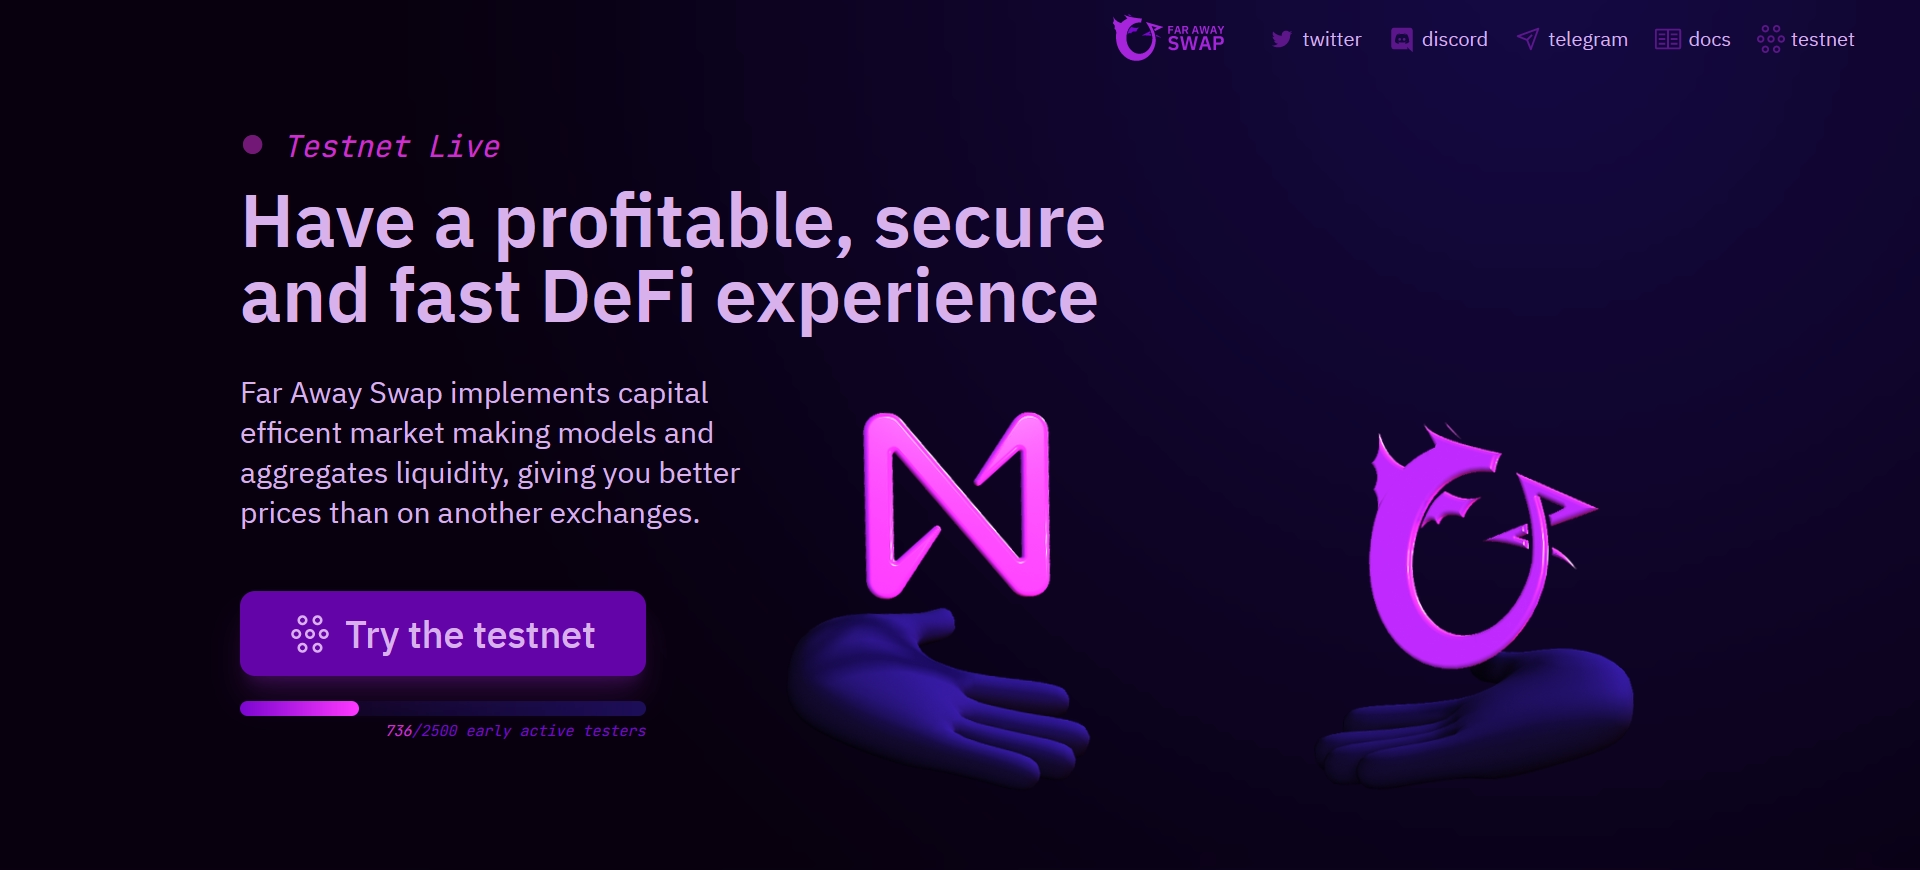 FAR AWAY
SWAP
twitter
discord
telegram
docs
testnet
Testnet Live
Have a profitable, secure
and fast DeFi experience
Far Away Swap implements capital
efficent market making models and
aggregates liquidity, giving you better
prices than on another exchanges.
Try the testnet
736/2500 early active testers